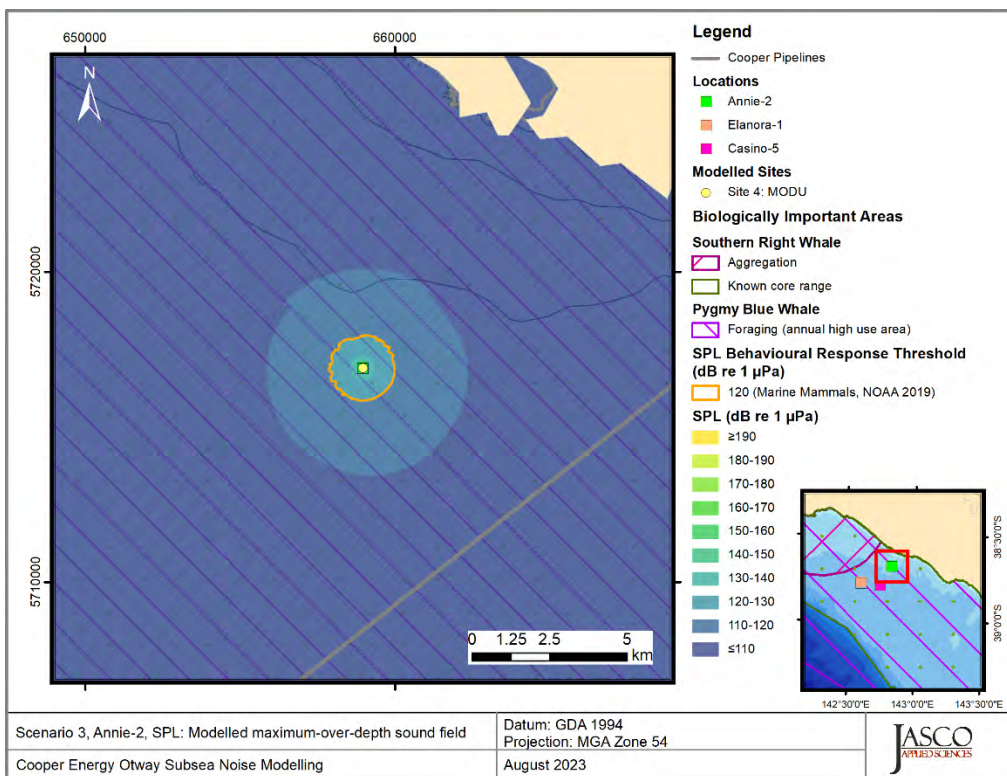 650000
660000
5720000
5710000
N
0 1.25 2.5 5
km
Legend
Cooper Pipelines
Locations
Annie-2
Elanora-1
Casino-5
Modelled Sites
Site 4: MODU
Biologically Important Areas
Southern Right Whale
Aggregation
Known core range
Pygmy Blue Whale
Foraging (annual high use area)
SPL Behavioural Response Threshold
(dB re 1 µPa)
120 (Marine Mammals, NOAA 2019)
SPL (dB re 1 µPa)
≥190
180-190
170-180
160-170
150-160
140-150
130-140
120-130
110-120
≤110
38°30'0"S
39°0'0"S
142°30'0"E
143°0'0"E
143°30'0"E
Scenario 3, Annie-2, SPL: Modelled maximum-over-depth sound field
Datum: GDA 1994
Projection: MGA Zone 54
Cooper Energy Otway Subsea Noise Modelling
August 2023
JASCO
APPLIED SCIENCES